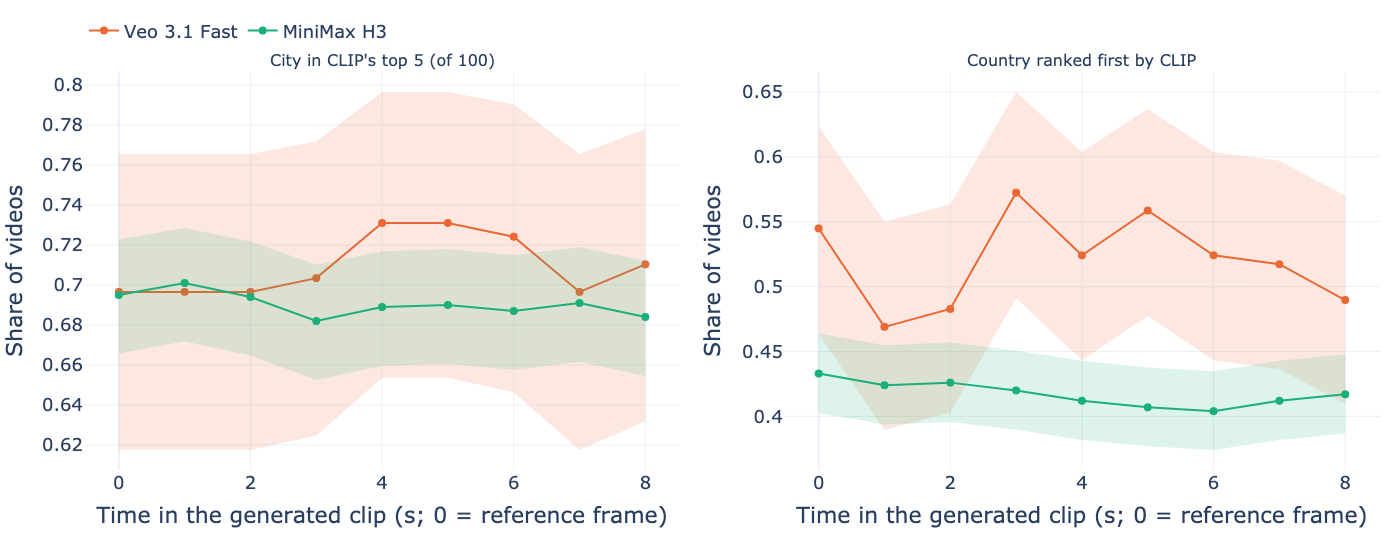 Veo 3.1 Fast MiniMax H3
City in CLIP's top 5 (of 100)
Share of videos
0.8
0.78
0.76
0.74
0.72
0.7
0.68
0.66
0.64
0.62
0 2 4 6 8
Time in the generated clip (s; 0 = reference frame)
Country ranked first by CLIP
Share of videos
0.65
0.6
0.55
0.5
0.45
0.4
0 2 4 6 8
Time in the generated clip (s; 0 = reference frame)